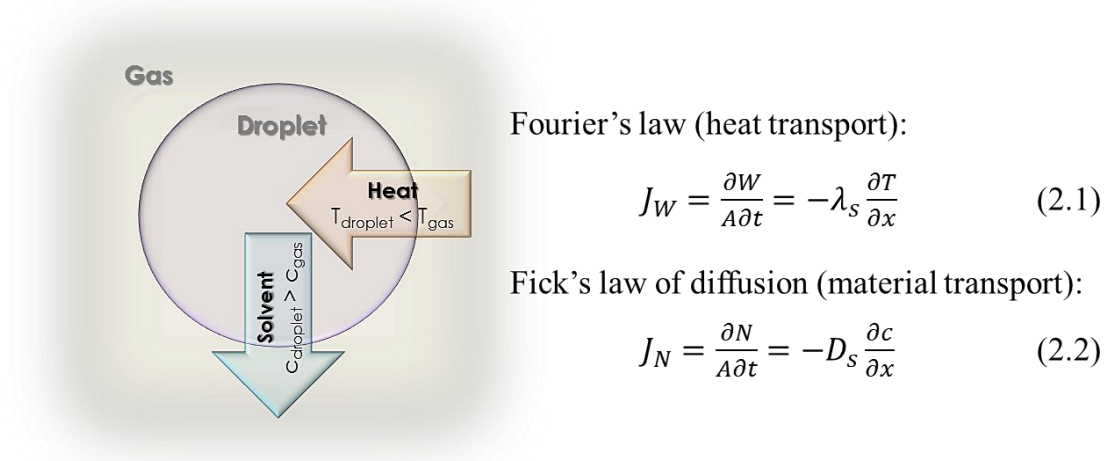 Gas
Droplet
Heat
T_droplet < T_gas
Solvent
C_droplet > C_gas
Fourier's law (heat transport):
J_W = ∂W/A∂t = −λ_s ∂T/∂x (2.1)
Fick's law of diffusion (material transport):
J_N = ∂N/A∂t = −D_s ∂c/∂x (2.2)